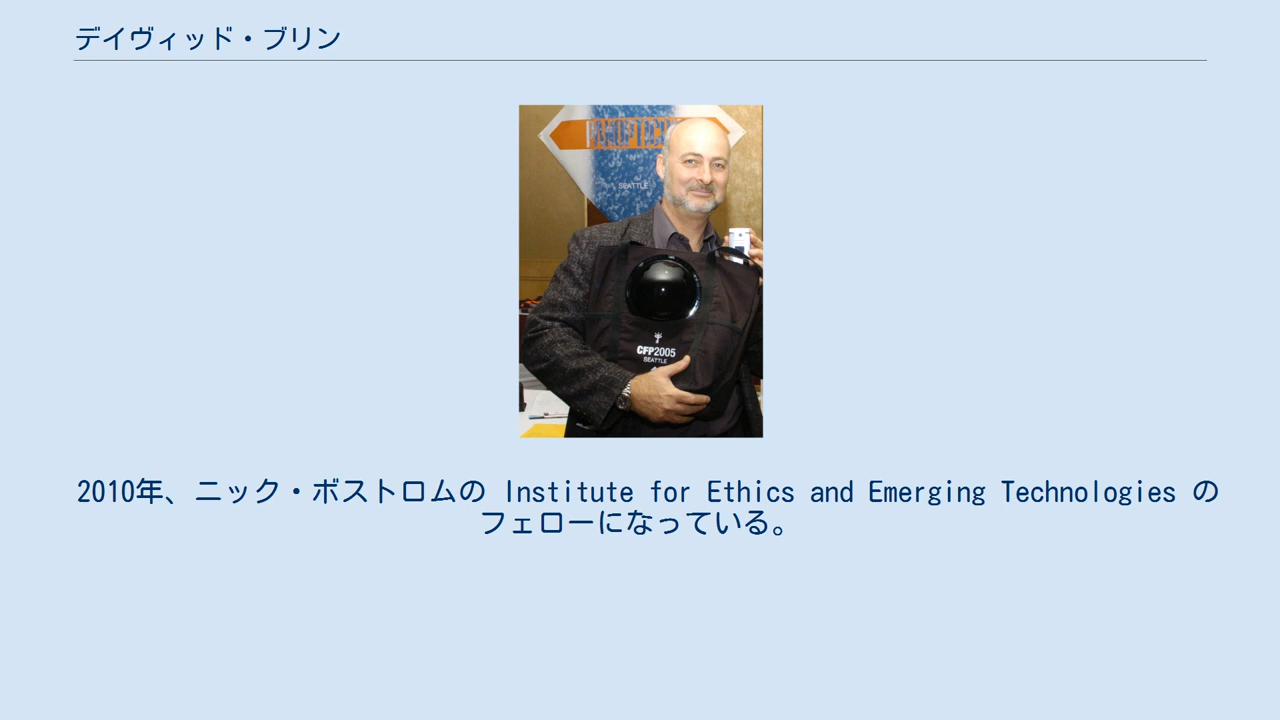 デイヴィッド・ブリン
SEATTLE
CFP2005
SEATTLE
2010年、ニック・ボストロムの Institute for Ethics and Emerging Technologies の
フェローになっている。